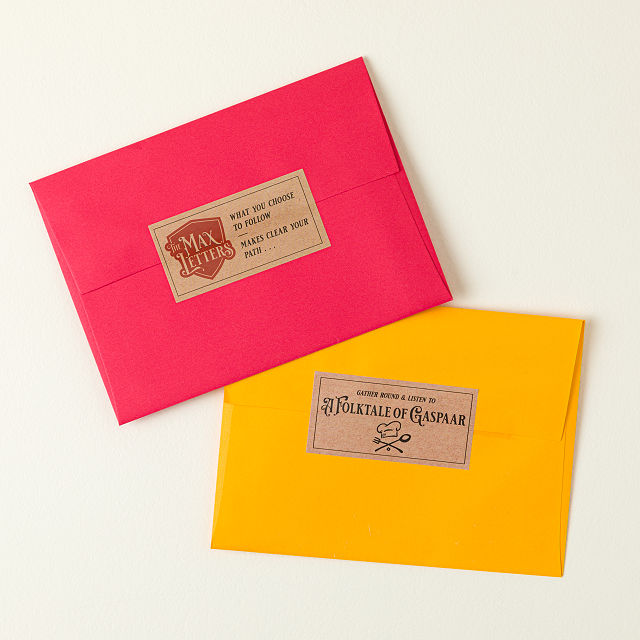 THE MAX
LETTERS
WHAT YOU CHOOSE
TO FOLLOW
MAKES CLEAR YOUR
PATH . . .
GATHER ROUND & LISTEN TO
A FOLKTALE OF GASPAAR